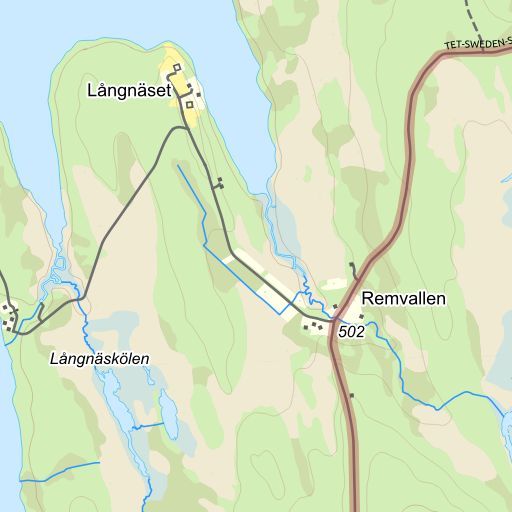 TET-SWEDEN-S
Långnäset
Remvallen
502
Långnäskölen